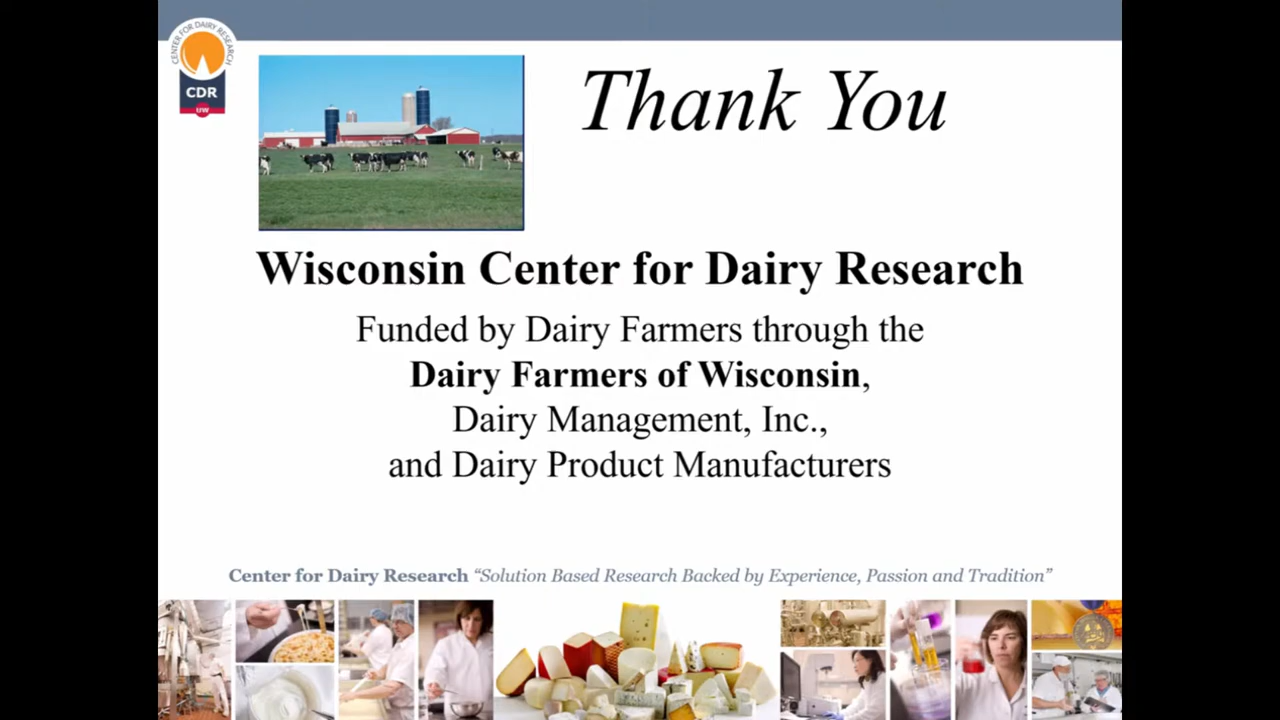 CENTER FOR DAIRY RESEARCH
CDR
UW
Thank You
Wisconsin Center for Dairy Research
Funded by Dairy Farmers through the
Dairy Farmers of Wisconsin,
Dairy Management, Inc.,
and Dairy Product Manufacturers
Center for Dairy Research “Solution Based Research Backed by Experience, Passion and Tradition”